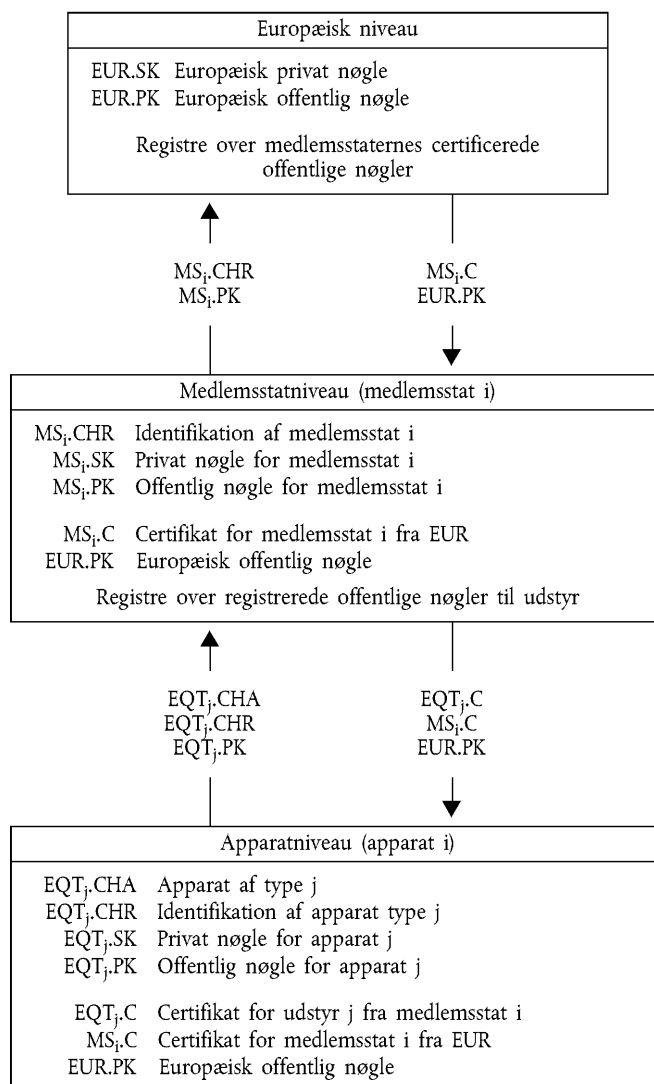 Europæisk niveau
EUR.SK Europæisk privat nøgle
EUR.PK Europæisk offentlig nøgle
Registre over medlemsstaternes certificerede
offentlige nøgler
MSi.CHR
MSi.PK
MSi.C
EUR.PK
Medlemsstatniveau (medlemsstat i)
MSi.CHR Identifikation af medlemsstat i
MSi.SK Privat nøgle for medlemsstat i
MSi.PK Offentlig nøgle for medlemsstat i
MSi.C Certifikat for medlemsstat i fra EUR
EUR.PK Europæisk offentlig nøgle
Registre over registrerede offentlige nøgler til udstyr
EQTj.CHA
EQTj.CHR
EQTj.PK
EQTj.C
MSi.C
EUR.PK
Apparatniveau (apparat i)
EQTj.CHA Apparat af type j
EQTj.CHR Identifikation af apparat type j
EQTj.SK Privat nøgle for apparat j
EQTj.PK Offentlig nøgle for apparat j
EQTj.C Certifikat for udstyr j fra medlemsstat i
MSi.C Certifikat for medlemsstat i fra EUR
EUR.PK Europæisk offentlig nøgle